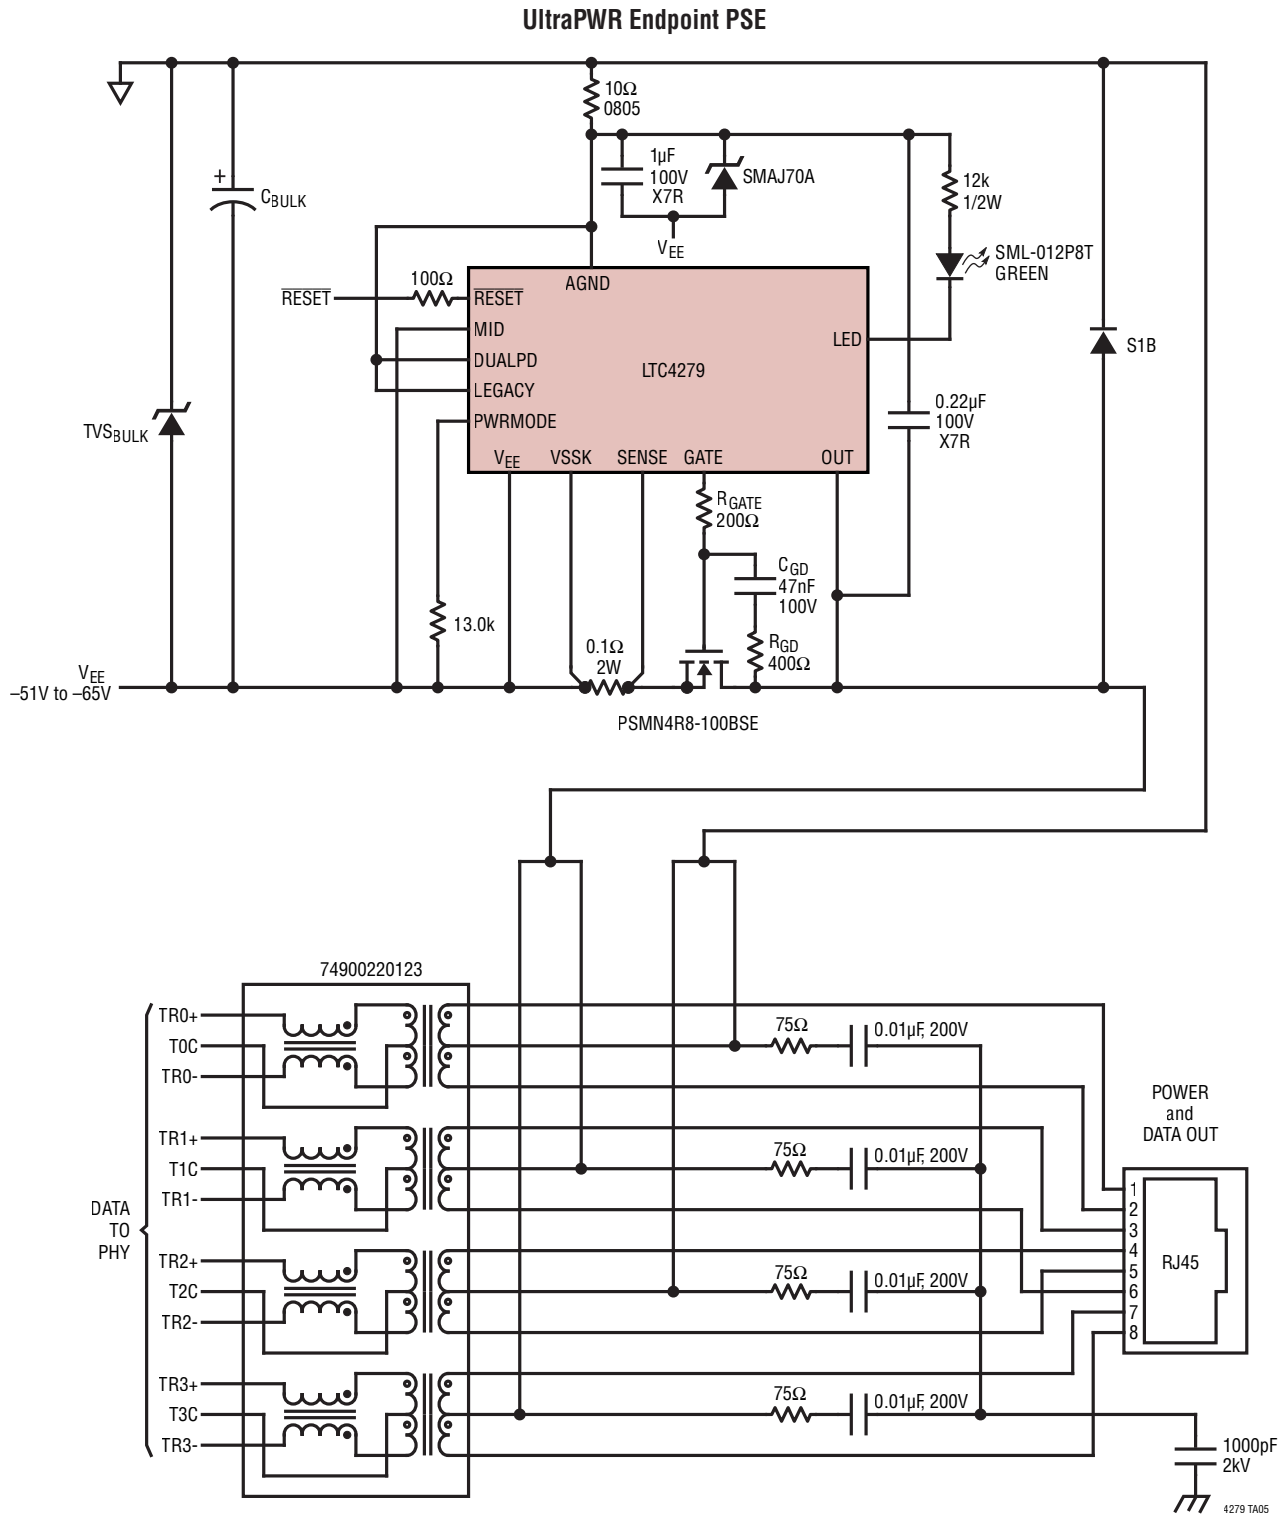 UltraPWR Endpoint PSE
10Ω
0805
1µF
100V
X7R
SMAJ70A
VEE
12k
1/2W
SML-012P8T
GREEN
+
CBULK
100Ω
RESET
RESET
AGND
MID
DUALPD
LEGACY
PWRMODE
LTC4279
LED
S1B
0.22µF
100V
X7R
TVSBULK
VEE
VSSK
SENSE
GATE
OUT
RGATE
200Ω
CGD
47nF
100V
13.0k
0.1Ω
2W
RGD
400Ω
VEE
–51V to –65V
PSMN4R8-100BSE
74900220123
TR0+
T0C
TR0-
TR1+
T1C
TR1-
DATA
TO
PHY
TR2+
T2C
TR2-
TR3+
T3C
TR3-
75Ω
0.01µF, 200V
75Ω
0.01µF, 200V
75Ω
0.01µF, 200V
75Ω
0.01µF, 200V
POWER
and
DATA OUT
1
2
3
4
5
6
7
8
RJ45
1000pF
2kV
4279 TA05